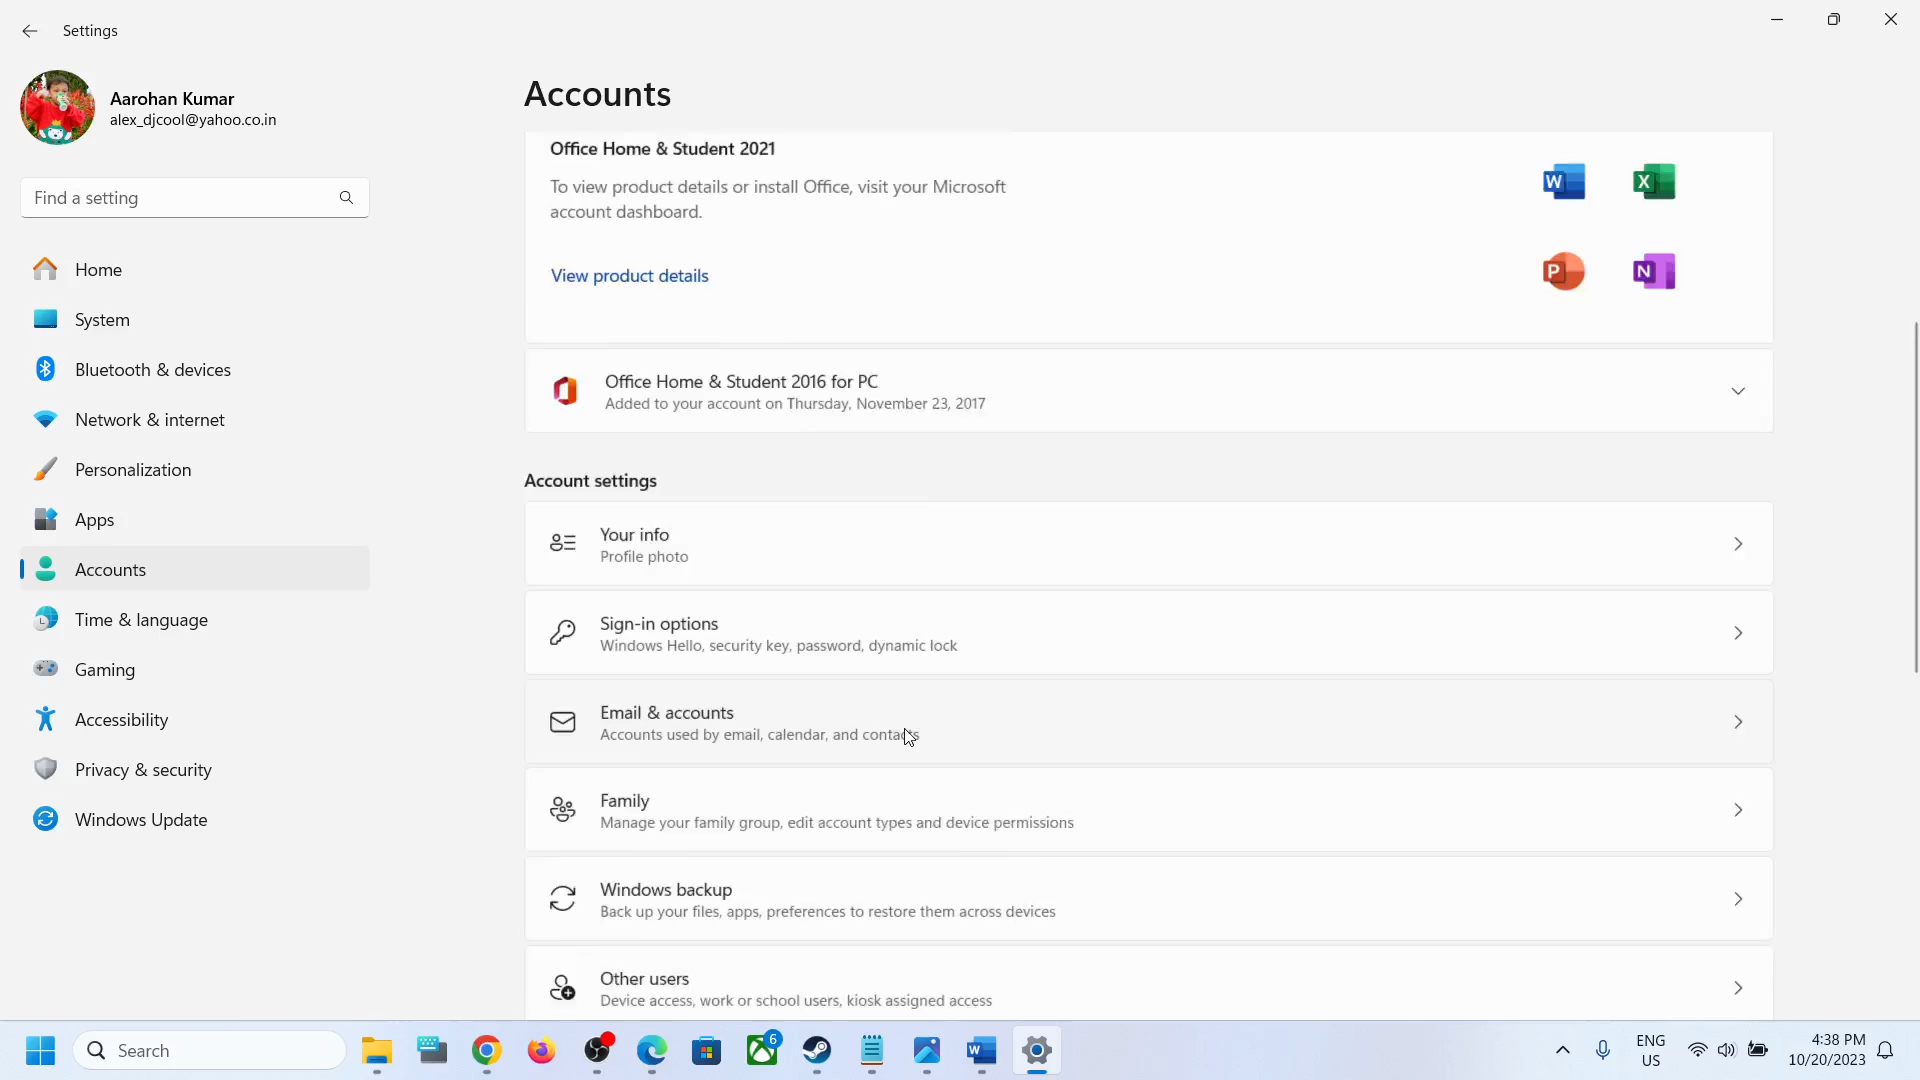 Settings
Aarohan Kumar
alex_djcool@yahoo.co.in
Find a setting
Home
System
Bluetooth & devices
Network & internet
Personalization
Apps
Accounts
Time & language
Gaming
Accessibility
Privacy & security
Windows Update
Accounts
Office Home & Student 2021
To view product details or install Office, visit your Microsoft
account dashboard.
View product details
W
X
P
N
Office Home & Student 2016 for PC
Added to your account on Thursday, November 23, 2017
Account settings
Your info
Profile photo
Sign-in options
Windows Hello, security key, password, dynamic lock
Email & accounts
Accounts used by email, calendar, and contacts
Family
Manage your family group, edit account types and device permissions
Windows backup
Back up your files, apps, preferences to restore them across devices
Other users
Device access, work or school users, kiosk assigned access
Search
6
W
ENG
US
4:38 PM
10/20/2023